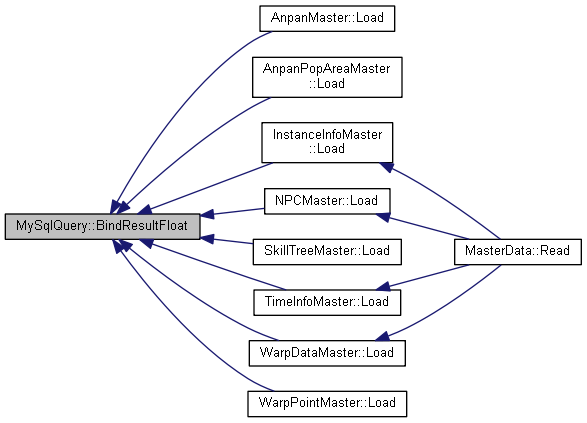 AnpanMaster::Load
AnpanPopAreaMaster
::Load
InstanceInfoMaster
::Load
NPCMaster::Load
MySqlQuery::BindResultFloat
SkillTreeMaster::Load
MasterData::Read
TimeInfoMaster::Load
WarpDataMaster::Load
WarpPointMaster::Load